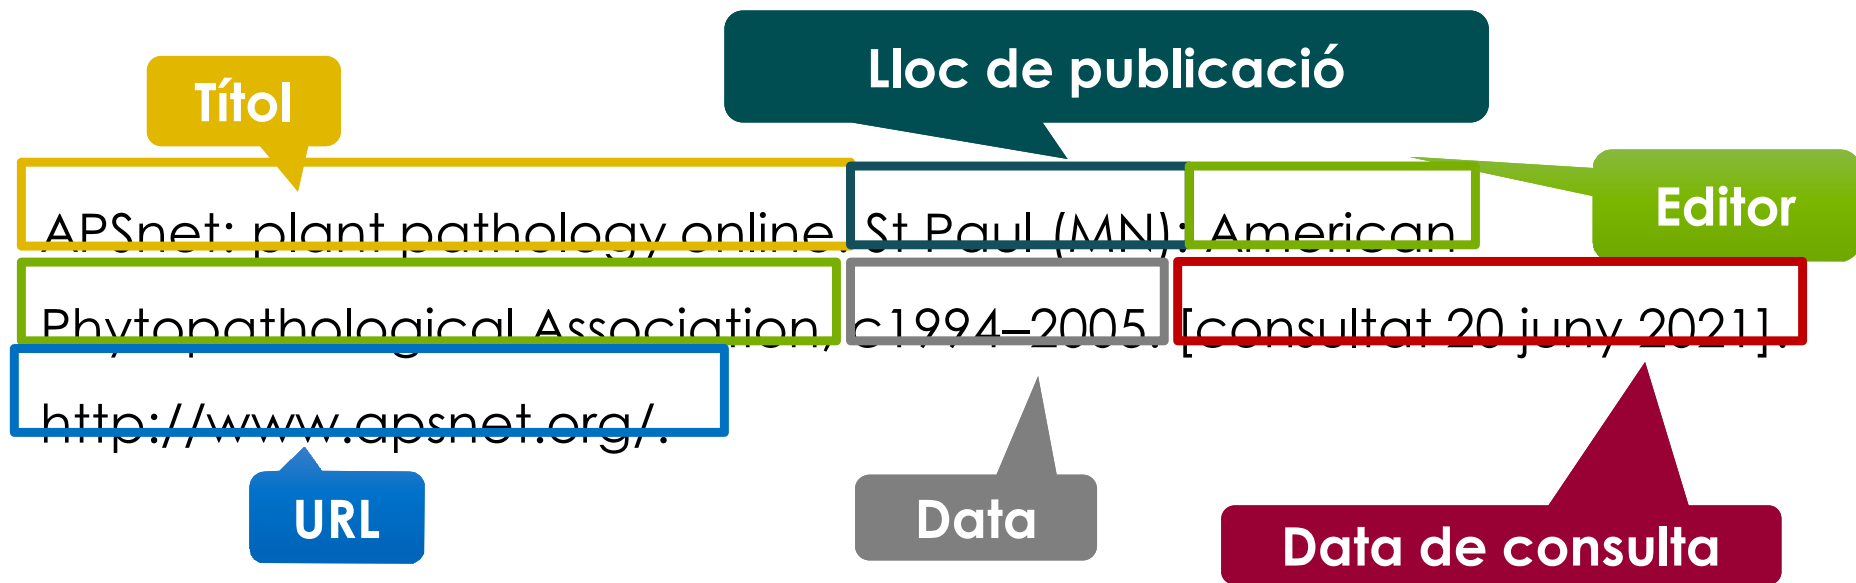 Lloc de publicació
Títol
Editor
APSnet: plant pathology online. St Paul (MN): American
Phytopathological Association, c1994–2005. [consultat 20 juny 2021].
http://www.apsnet.org/.
URL
Data
Data de consulta